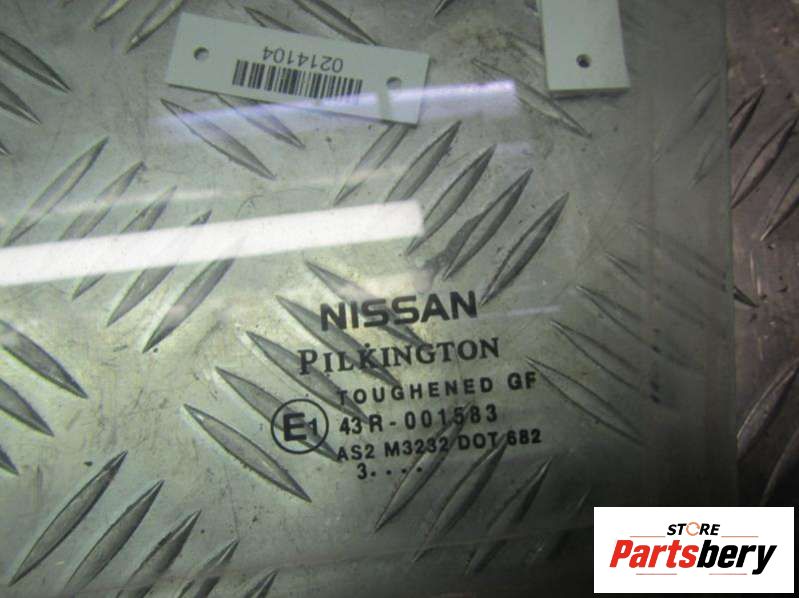 0214104
NISSAN
PILKINGTON
TOUGHENED GF
E1 43R-001583
AS2 M3232 DOT 682
3....
STORE
Partsbery